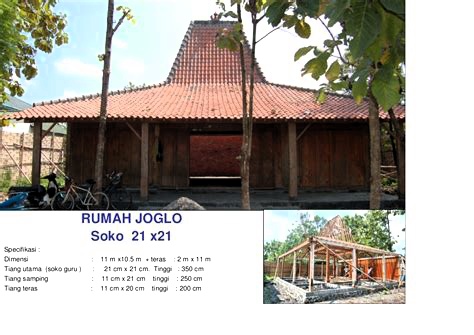 RUMAH JOGLO
Soko 21 x21
Specifikasi :
Dimensi : 11 m x10.5 m + teras : 2 m x 11 m
Tiang utama (soko guru ) : 21 cm x 21 cm. Tinggi : 350 cm
Tiang samping : 11 cm x 21 cm tinggi : 250 cm
Tiang teras : 11 cm x 20 cm tinggi : 200 cm